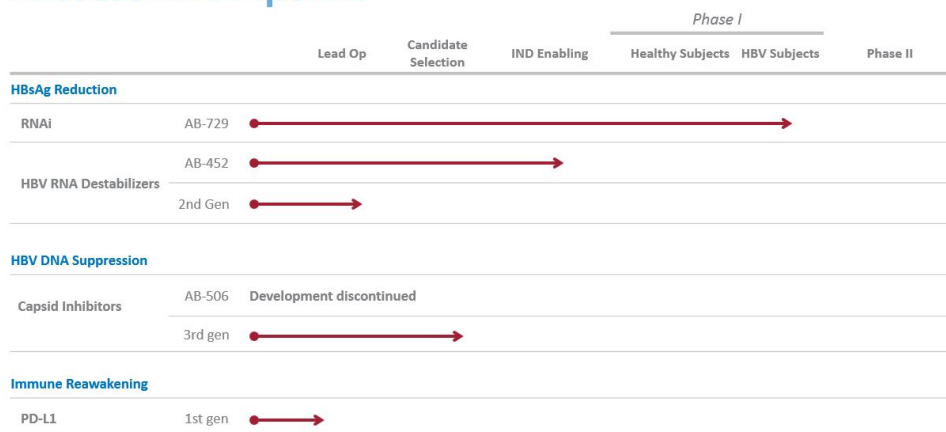 Phase I
Lead Op Candidate Selection IND Enabling Healthy Subjects HBV Subjects Phase II
HBsAg Reduction
RNAi AB-729
HBV RNA Destabilizers AB-452
2nd Gen
HBV DNA Suppression
Capsid Inhibitors AB-506 Development discontinued
3rd gen
Immune Reawakening
PD-L1 1st gen